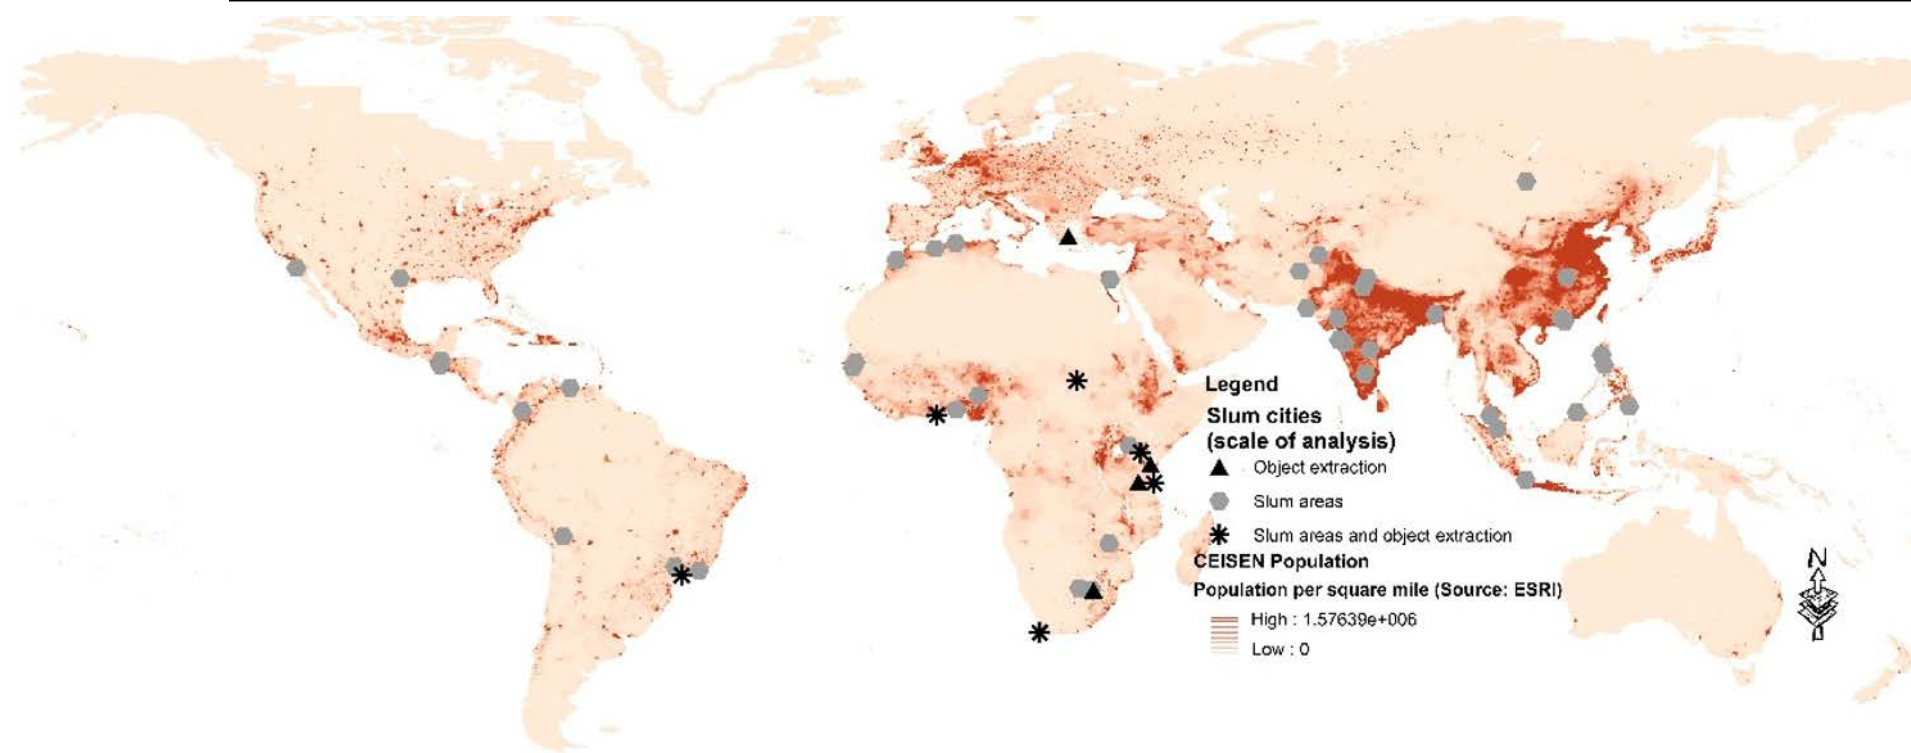 N
Legend
Slum cities
(scale of analysis)
Object extraction
Slum areas
Slum areas and object extraction
CEISEN Population
Population per square mile (Source: ESRI)
High : 1.57639e+006
Low : 0